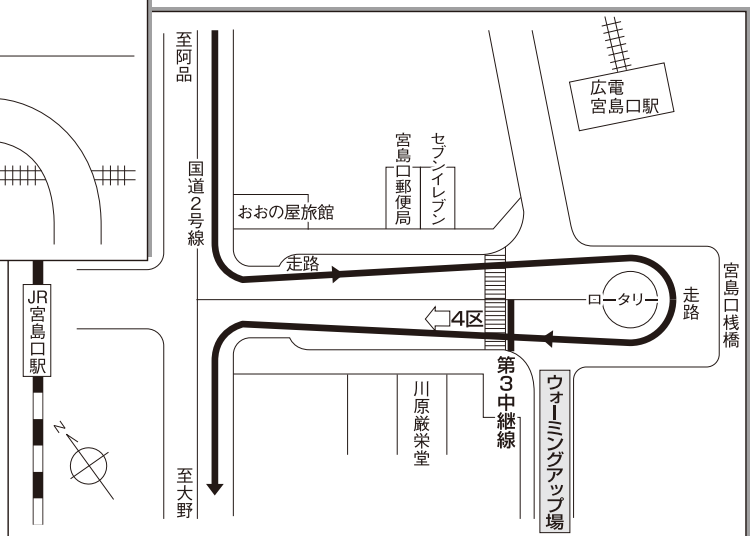 至阿品
国道2号線
おおの屋旅館
宮島口郵便局
セブンイレブン
広電
宮島口駅
走路
ロータリー
走路
宮島口桟橋
JR
宮島口駅
4区
第3中継線
ウォーミングアップ場
川原厳栄堂
N
至大野